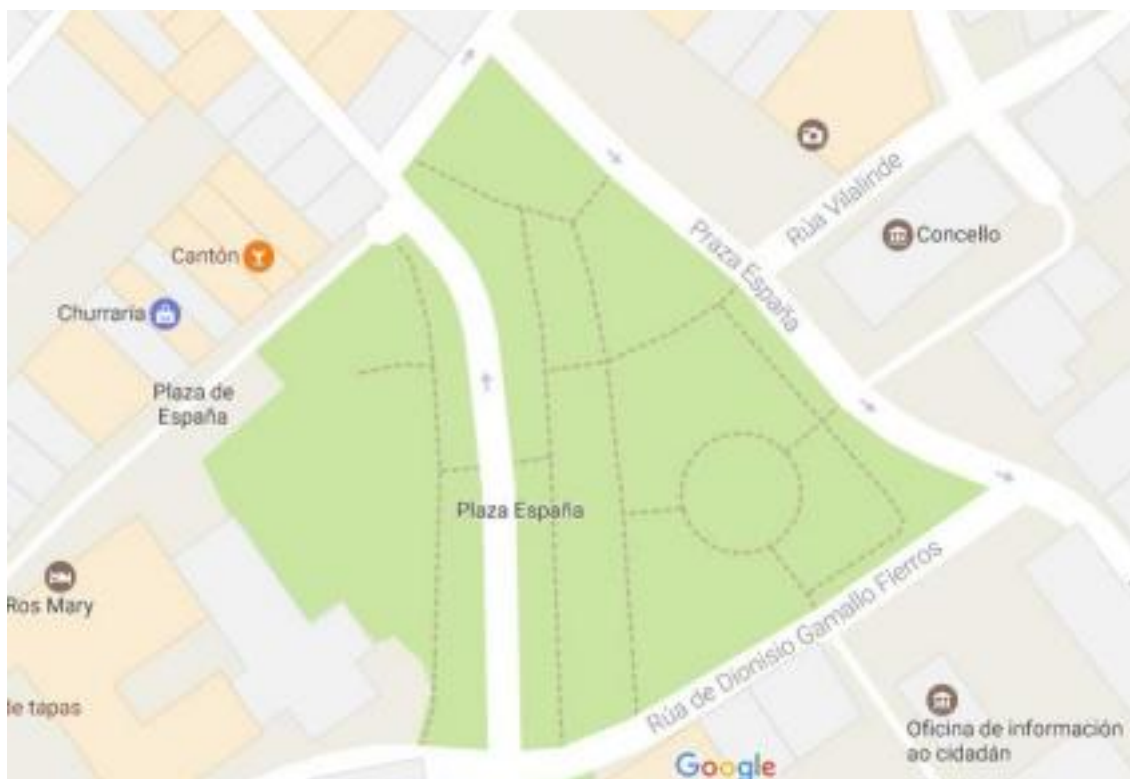 Rúa Vilalinde
Concello
Praza España
Cantón
Churraría
Plaza de
España
Plaza España
Ros Mary
Rúa de Dionisio Gamallo Fierros
de tapas
Oficina de información
ao cidadán
Google